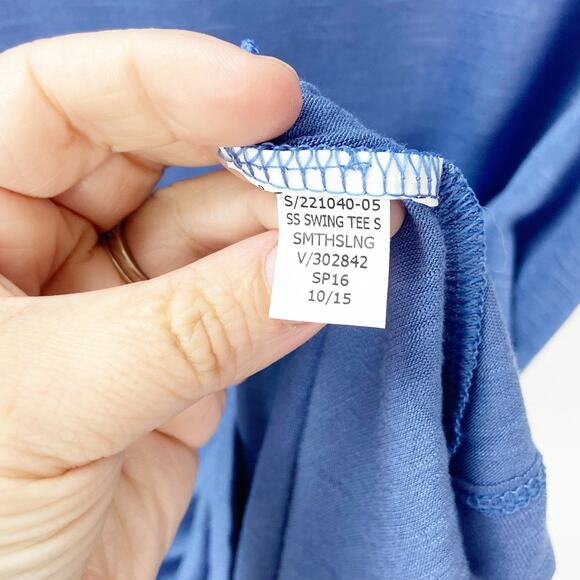 S/221040-05
SS SWING TEE S
SMTHSLNG
V/302842
SP16
10/15